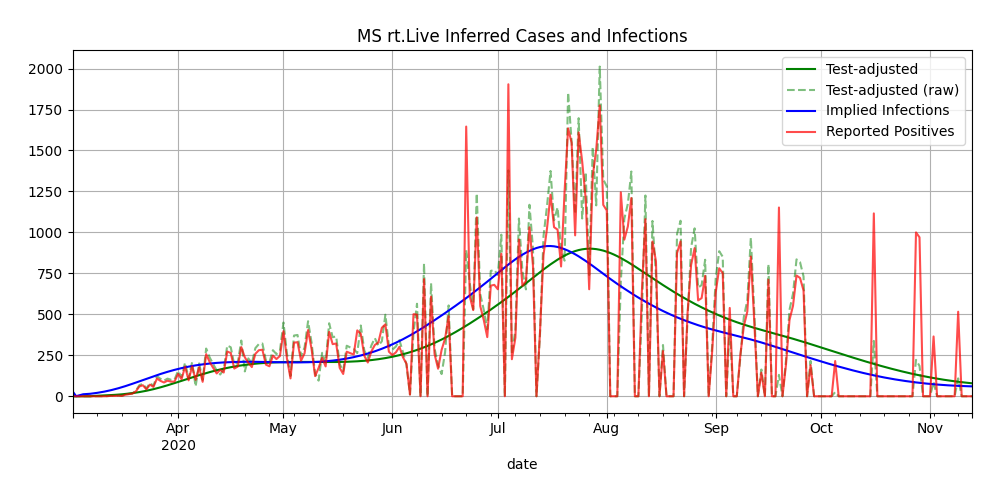 MS rt.Live Inferred Cases and Infections
Test-adjusted
Test-adjusted (raw)
Implied Infections
Reported Positives
2000
1750
1500
1250
1000
750
500
250
0
Apr
2020
May
Jun
Jul
Aug
Sep
Oct
Nov
date